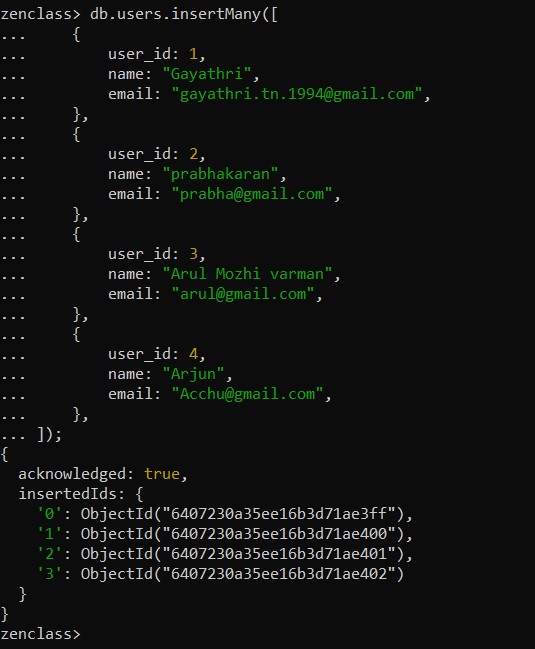 zenclass> db.users.insertMany([
...     {
...         user_id: 1,
...         name: "Gayathri",
...         email: "gayathri.tn.1994@gmail.com",
...     },
...     {
...         user_id: 2,
...         name: "prabhakaran",
...         email: "prabha@gmail.com",
...     },
...     {
...         user_id: 3,
...         name: "Arul Mozhi varman",
...         email: "arul@gmail.com",
...     },
...     {
...         user_id: 4,
...         name: "Arjun",
...         email: "Acchu@gmail.com",
...     },
... ]);
{
  acknowledged: true,
  insertedIds: {
    '0': ObjectId("6407230a35ee16b3d71ae3ff"),
    '1': ObjectId("6407230a35ee16b3d71ae400"),
    '2': ObjectId("6407230a35ee16b3d71ae401"),
    '3': ObjectId("6407230a35ee16b3d71ae402")
  }
}
zenclass>